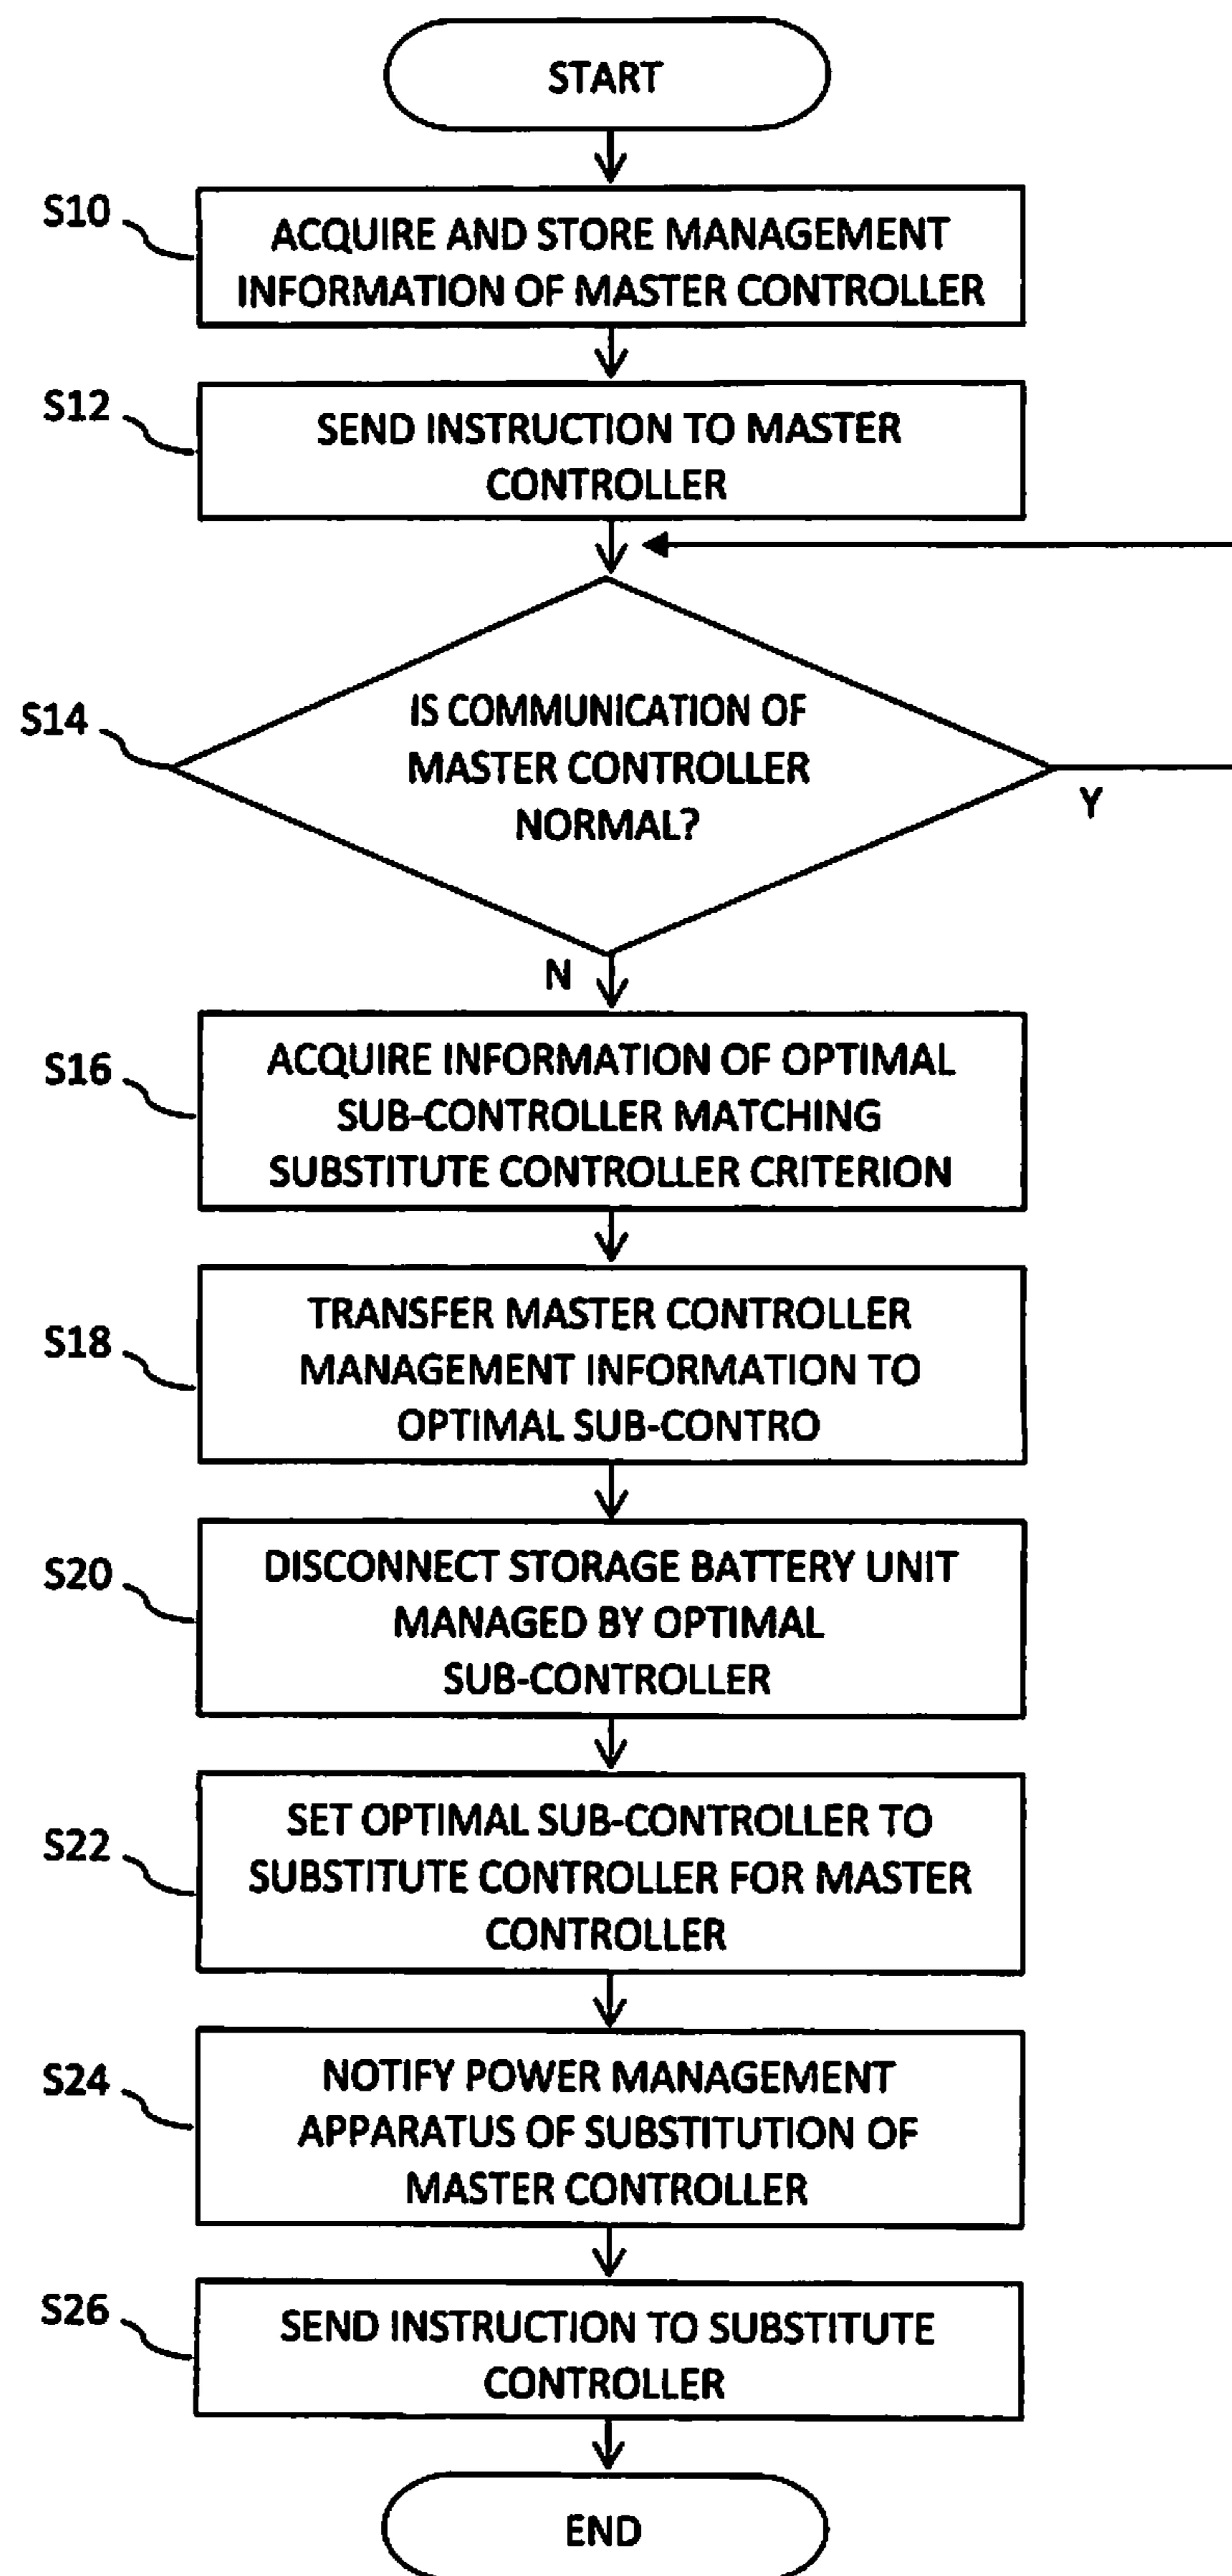 START
S10
ACQUIRE AND STORE MANAGEMENT
INFORMATION OF MASTER CONTROLLER
S12
SEND INSTRUCTION TO MASTER
CONTROLLER
S14
IS COMMUNICATION OF
MASTER CONTROLLER
NORMAL?
Y
N
S16
ACQUIRE INFORMATION OF OPTIMAL
SUB-CONTROLLER MATCHING
SUBSTITUTE CONTROLLER CRITERION
S18
TRANSFER MASTER CONTROLLER
MANAGEMENT INFORMATION TO
OPTIMAL SUB-CONTRO
S20
DISCONNECT STORAGE BATTERY UNIT
MANAGED BY OPTIMAL
SUB-CONTROLLER
S22
SET OPTIMAL SUB-CONTROLLER TO
SUBSTITUTE CONTROLLER FOR MASTER
CONTROLLER
S24
NOTIFY POWER MANAGEMENT
APPARATUS OF SUBSTITUTION OF
MASTER CONTROLLER
S26
SEND INSTRUCTION TO SUBSTITUTE
CONTROLLER
END